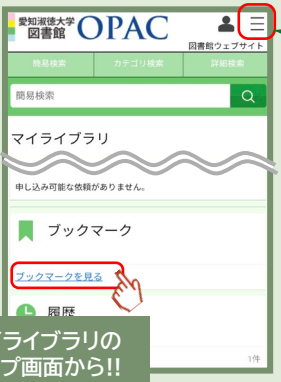 愛知淑徳大学
図書館 OPAC
図書館ウェブサイト
簡易検索 カテゴリ検索 詳細検索
簡易検索
マイライブラリ
申し込み可能な依頼がありません。
ブックマーク
ブックマークを見る
履歴
イライブラリの
プ画面から!!
1件